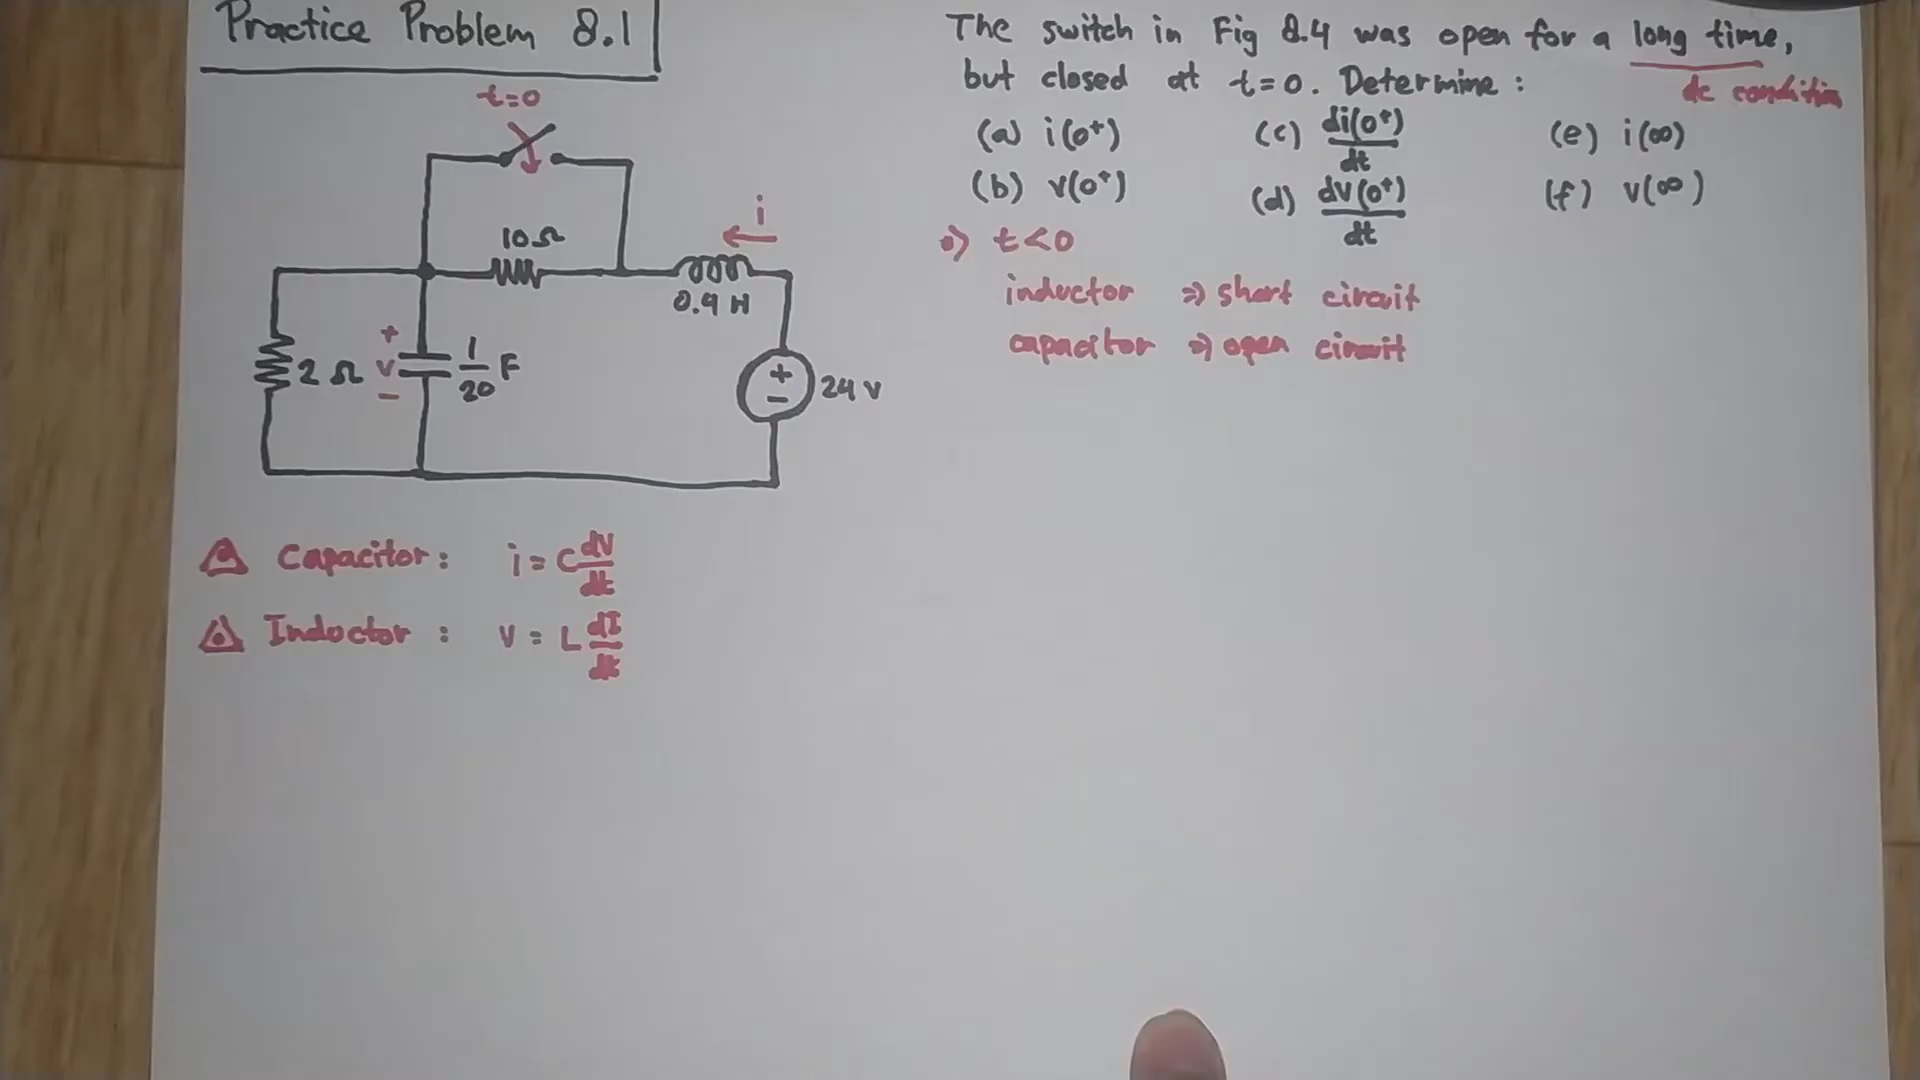 Practice Problem 8.1
The switch in Fig 8.4 was open for a long time,
but closed at t=0. Determine :
dc condition
(a) i(0⁺)
(c) di(0⁺)/dt
(e) i(∞)
(b) v(0⁺)
(d) dv(0⁺)/dt
(f) v(∞)
t=0
10Ω
i
0.4 H
2 Ω
+
v
−
1/20 F
+
−
24 v
⇒ t<0
inductor ⇒ short circuit
capacitor ⇒ open circuit
Capacitor : i = C dV/dt
Inductor : V = L dI/dt